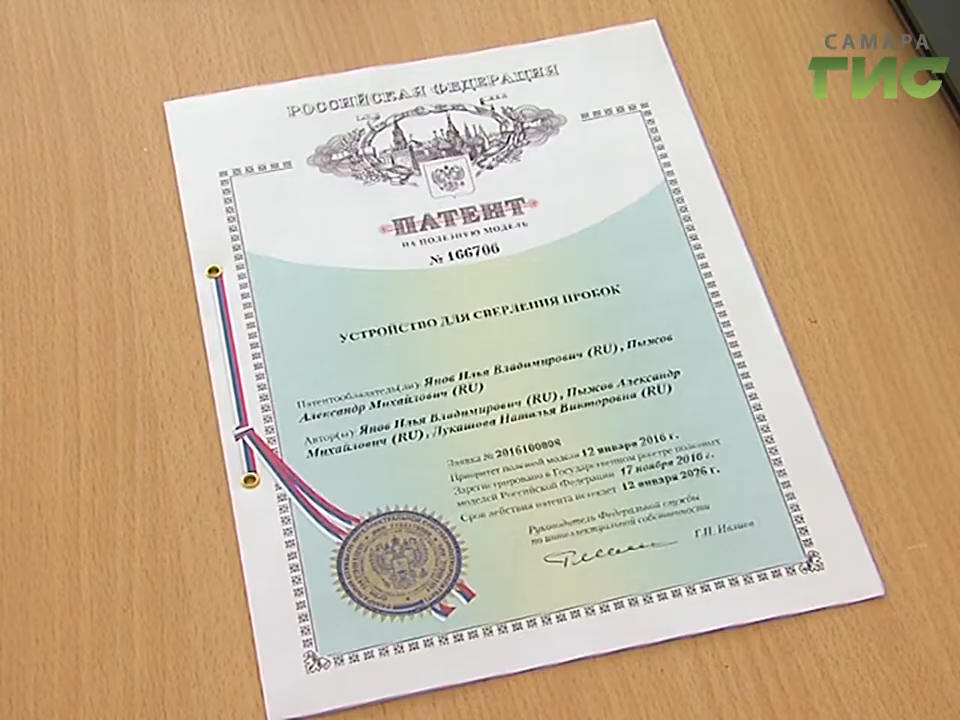 САМАРА
ГИС
РОССИЙСКАЯ ФЕДЕРАЦИЯ
ПАТЕНТ
НА ПОЛЕЗНУЮ МОДЕЛЬ
№ 166706
УСТРОЙСТВО ДЛЯ СВЕРЛЕНИЯ ПРОБОК
Патентообладатель(ли): Янов Илья Владимирович (RU), Пыжов
Александр Михайлович (RU)
Автор(ы): Янов Илья Владимирович (RU), Пыжов Александр
Михайлович (RU), Лукашова Наталья Викторовна (RU)
Заявка № 2016100898
Приоритет полезной модели 12 января 2016 г.
Зарегистрировано в Государственном реестре полезных
моделей Российской Федерации 17 ноября 2016 г.
Срок действия патента истекает 12 января 2026 г.
Руководитель Федеральной службы
по интеллектуальной собственности
Г.П. Ивлиев